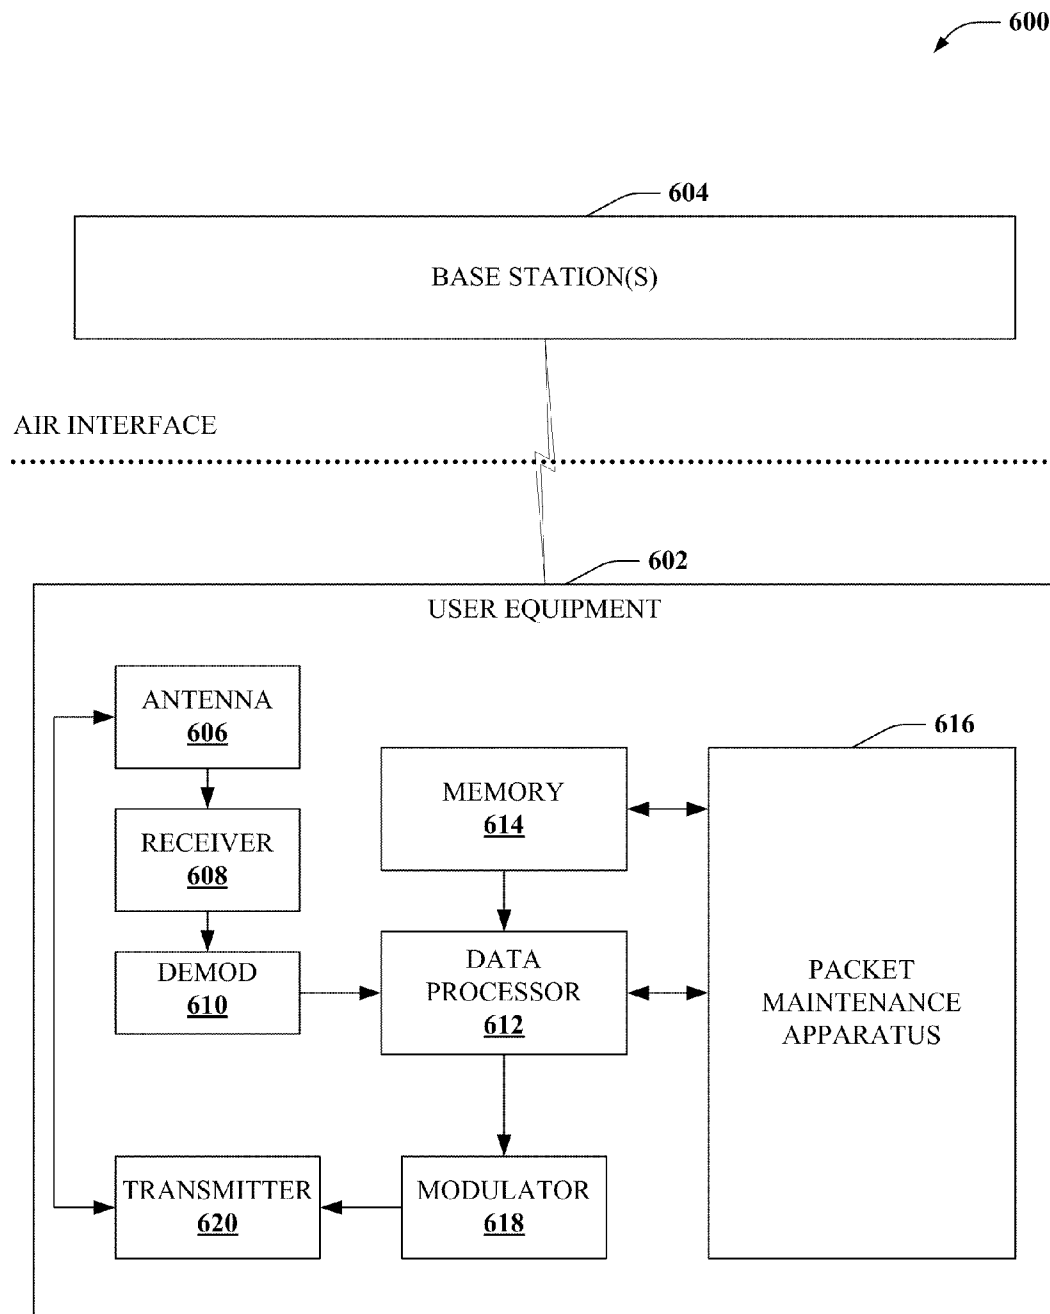 600
604
BASE STATION(S)
AIR INTERFACE
602
USER EQUIPMENT
ANTENNA
606
616
MEMORY
614
RECEIVER
608
DEMOD
610
DATA
PROCESSOR
612
PACKET
MAINTENANCE
APPARATUS
TRANSMITTER
620
MODULATOR
618